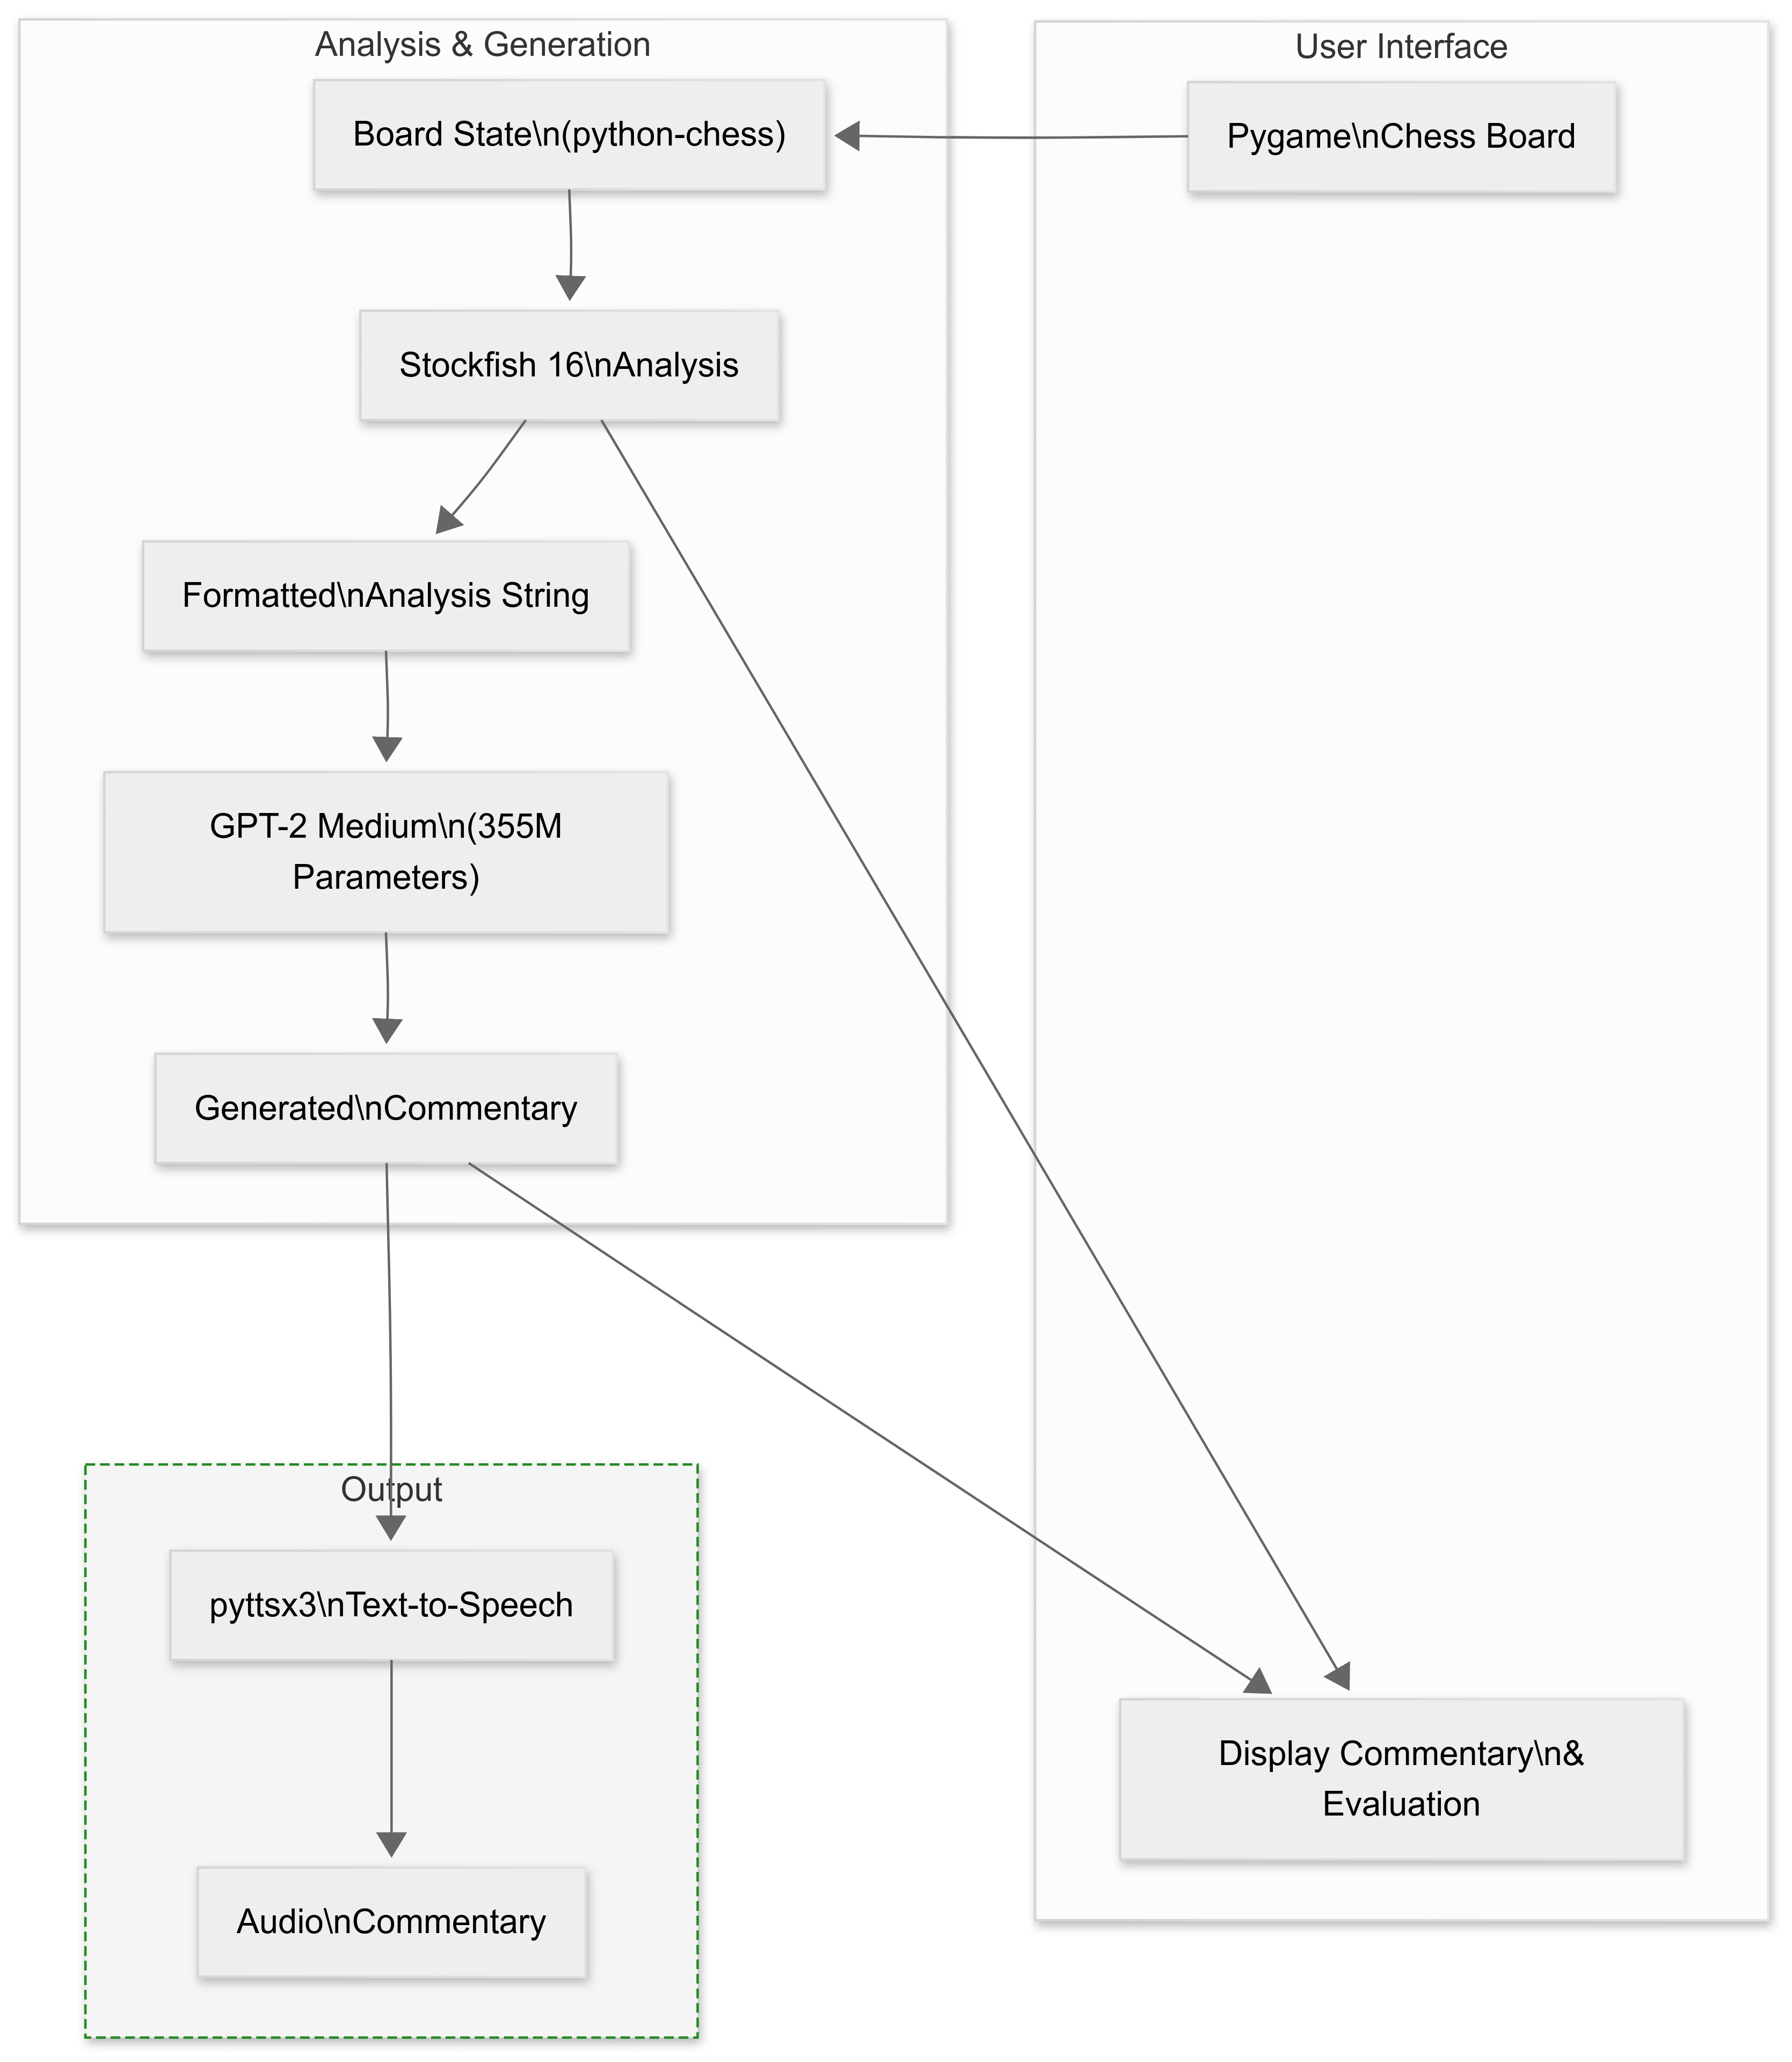 Analysis & Generation
User Interface
Board State\n(python-chess)
Pygame\nChess Board
Stockfish 16\nAnalysis
Formatted\nAnalysis String
GPT-2 Medium\n(355M
Parameters)
Generated\nCommentary
Output
pyttsx3\nText-to-Speech
Display Commentary\n&
Evaluation
Audio\nCommentary